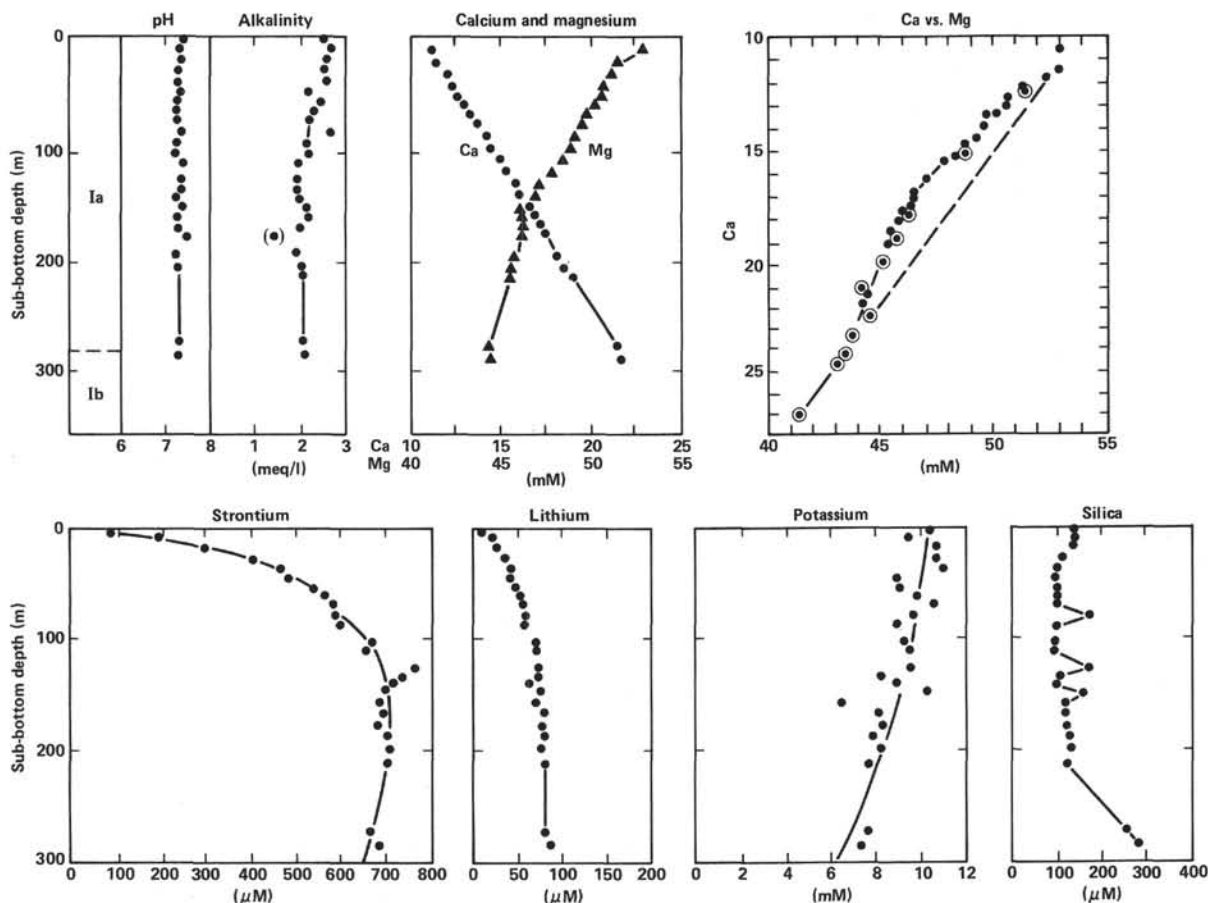 pH Alkalinity Calcium and magnesium Ca vs. Mg
0
100
200
300
Sub-bottom depth (m)
Ia
Ib
(•)
6 7 8 1 2 3
(meq/l)
Ca
Mg
Ca 10 15 20 25
Mg 40 45 50 55
(mM)
10
15
20
25
Ca
40 45 50 55
(mM)
Strontium Lithium Potassium Silica
0
100
200
300
Sub-bottom depth (m)
0 100 200 300 400 500 600 700 800
(μM)
0 50 100 150 200
(μM)
0 2 4 6 8 10 12
(mM)
0 100 200 300 400
(μM)